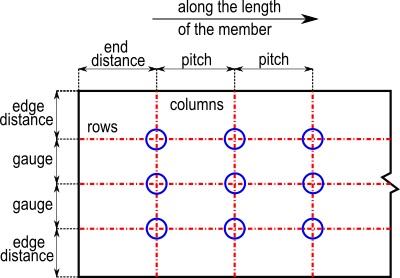 along the length
of the member
end
distance
pitch
pitch
edge
distance
columns
rows
gauge
gauge
edge
distance